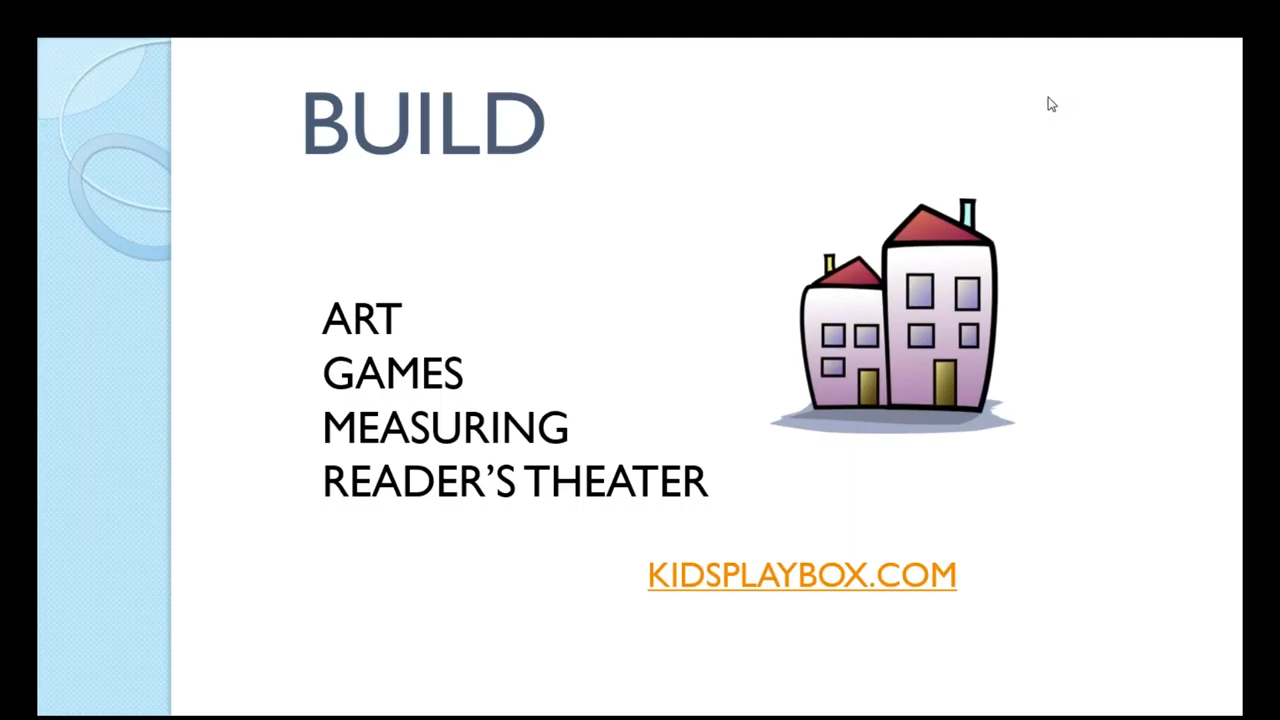 BUILD
ART
GAMES
MEASURING
READER’S THEATER
KIDSPLAYBOX.COM